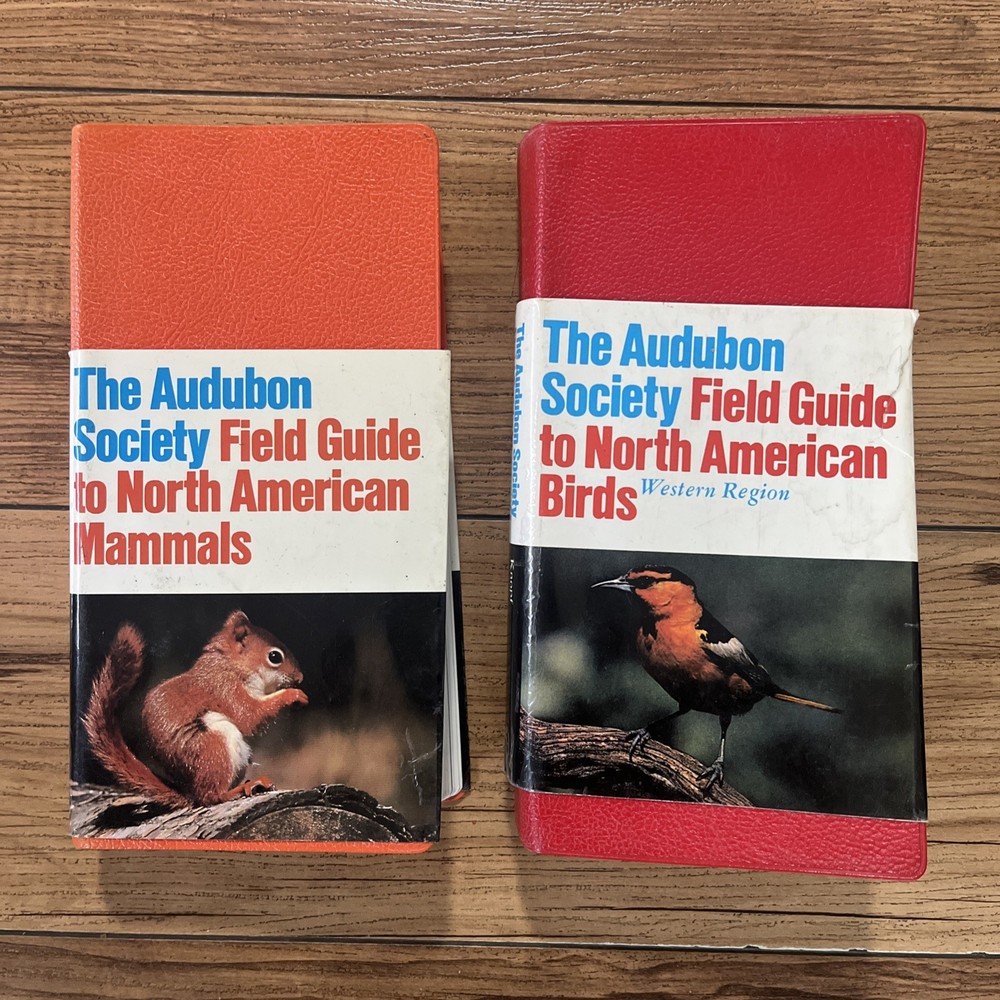 The Audubon
Society Field Guide
to North American
Mammals
The Audubon
Society Field Guide
to North American
Birds Western Region
The Audubon Society